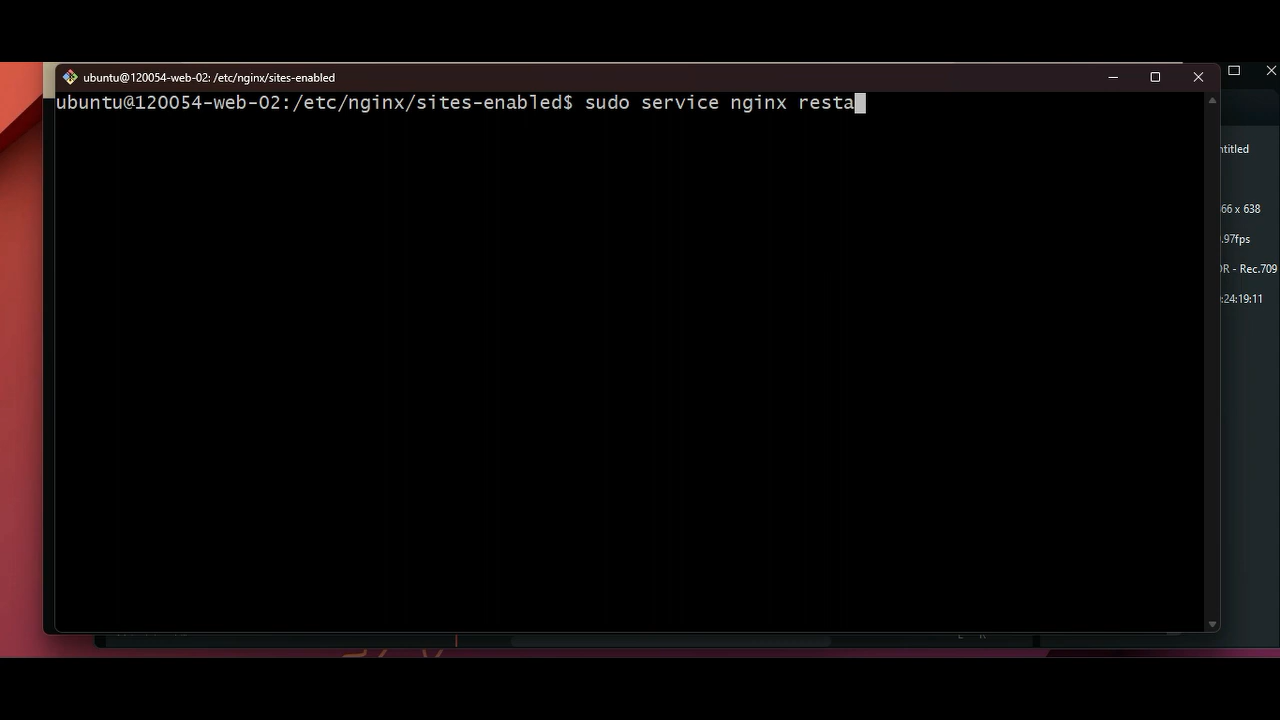 ubuntu@120054-web-02: /etc/nginx/sites-enabled
ubuntu@120054-web-02:/etc/nginx/sites-enabled$ sudo service nginx resta
ntitled
66 x 638
.97fps
DR - Rec.709
:24:19:11